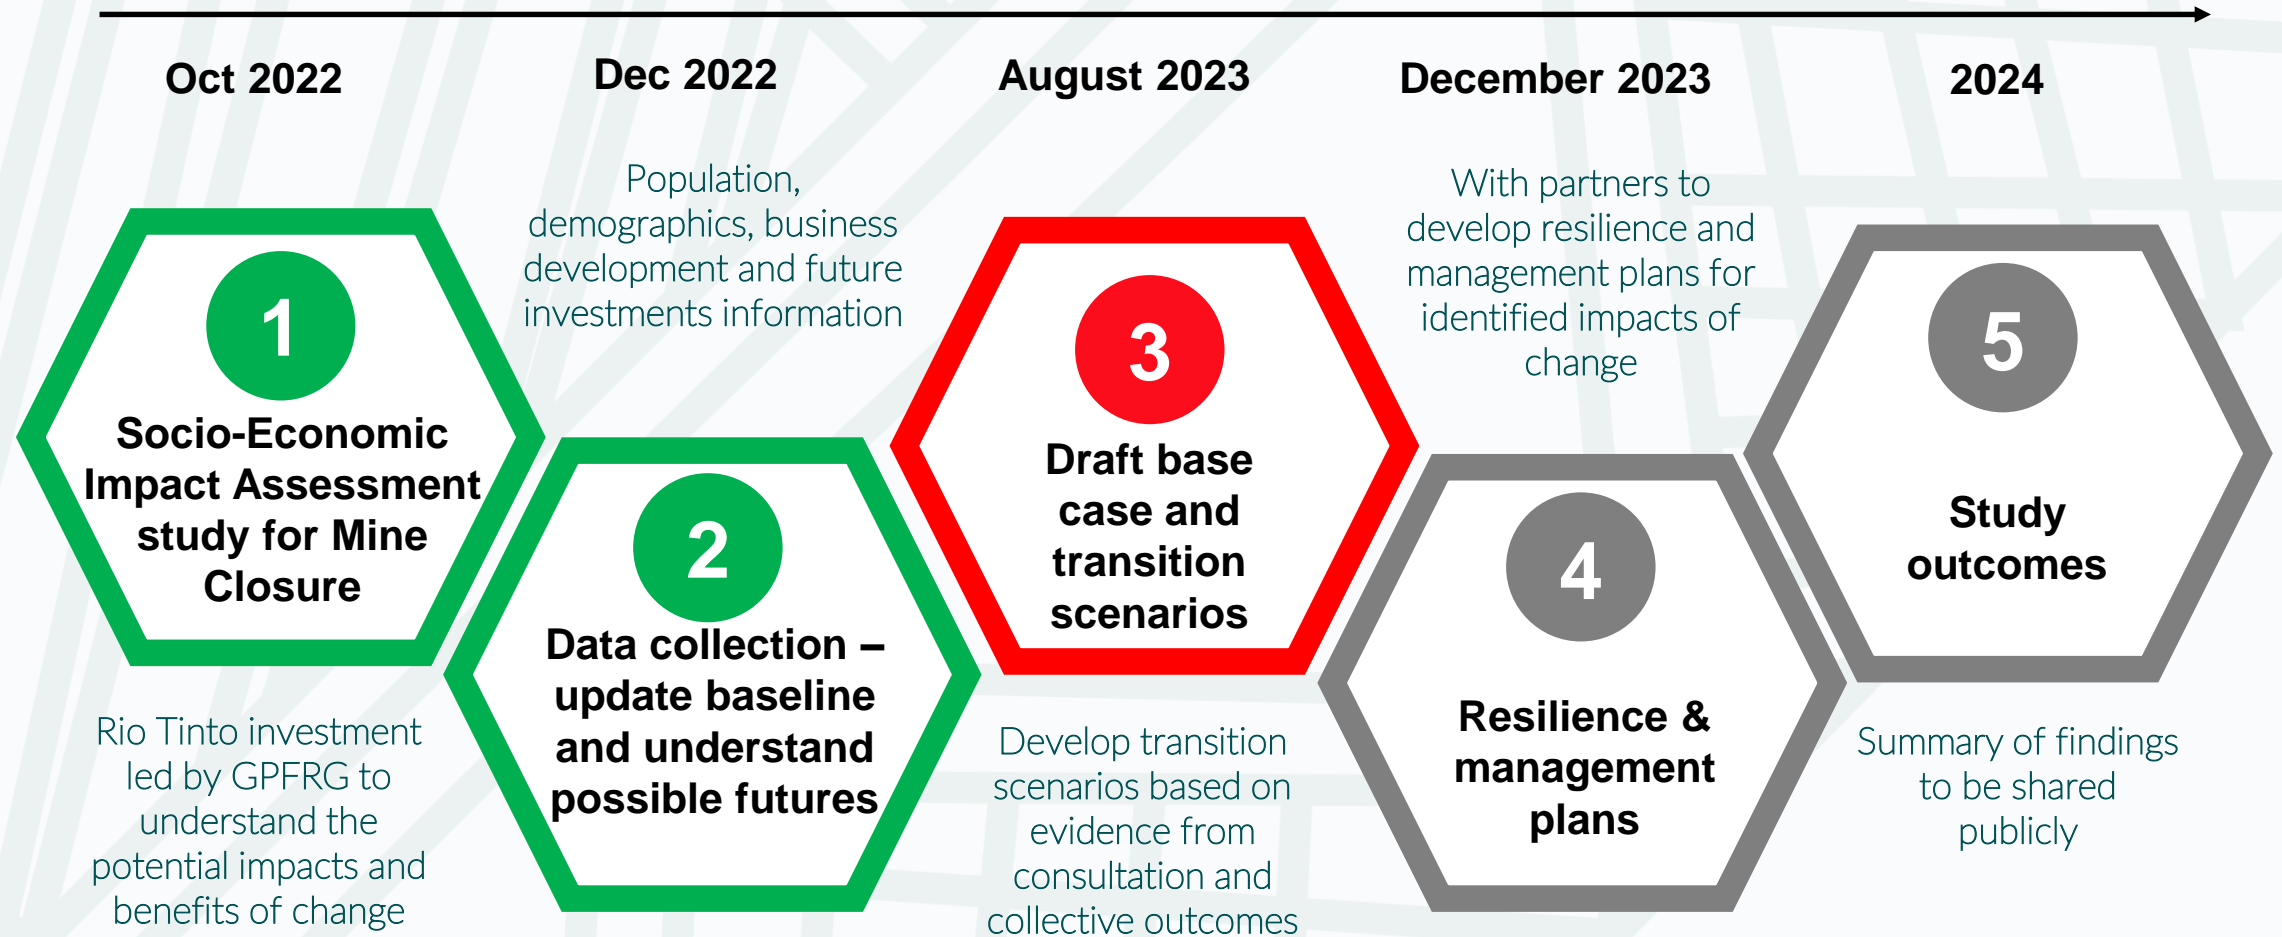 Oct 2022
Dec 2022
August 2023
December 2023
2024
1
Socio-Economic
Impact Assessment
study for Mine
Closure
Rio Tinto investment
led by GPFRG to
understand the
potential impacts and
benefits of change
Population,
demographics, business
development and future
investments information
2
Data collection –
update baseline
and understand
possible futures
3
Draft base
case and
transition
scenarios
Develop transition
scenarios based on
evidence from
consultation and
collective outcomes
With partners to
develop resilience and
management plans for
identified impacts of
change
4
Resilience &
management
plans
5
Study
outcomes
Summary of findings
to be shared
publicly